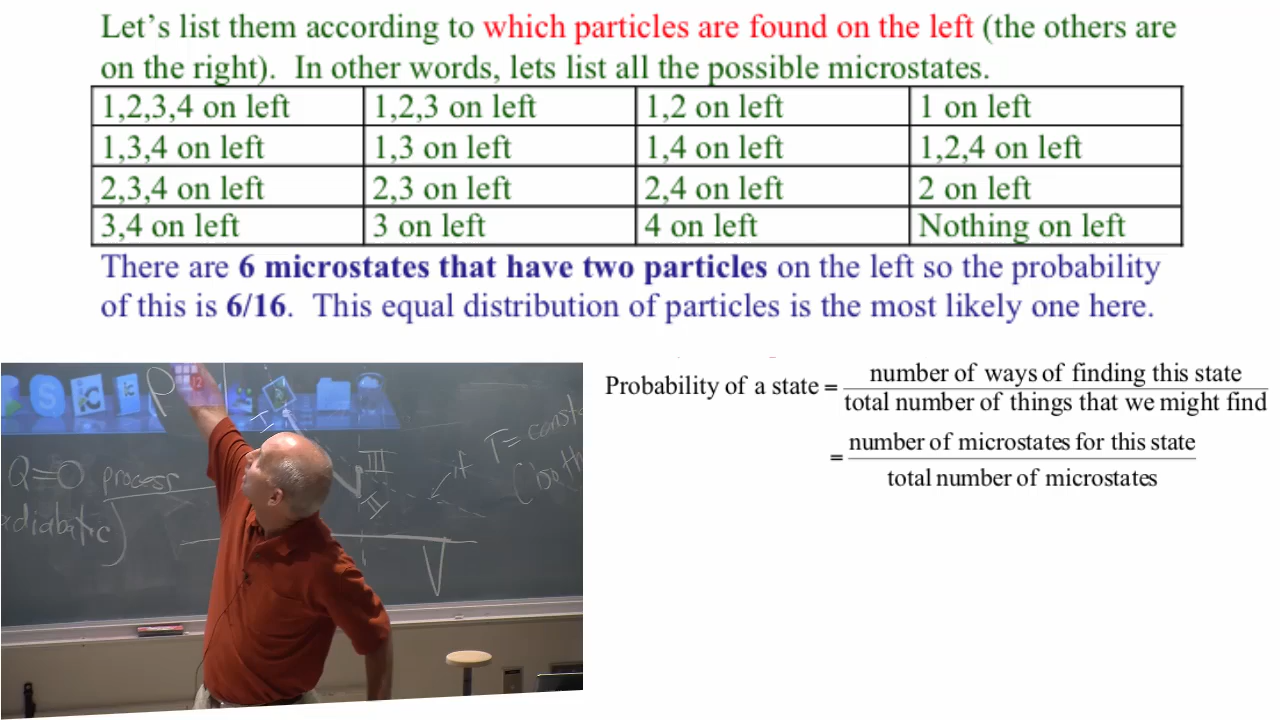 Let's list them according to which particles are found on the left (the others are
on the right). In other words, lets list all the possible microstates.
1,2,3,4 on left 1,2,3 on left 1,2 on left 1 on left
1,3,4 on left 1,3 on left 1,4 on left 1,2,4 on left
2,3,4 on left 2,3 on left 2,4 on left 2 on left
3,4 on left 3 on left 4 on left Nothing on left
There are 6 microstates that have two particles on the left so the probability
of this is 6/16. This equal distribution of particles is the most likely one here.
P
12
I
Q=0 process
adiabatic)
III
II
if
T= const
(both
V
Probability of a state = number of ways of finding this state
total number of things that we might find
= number of microstates for this state
total number of microstates